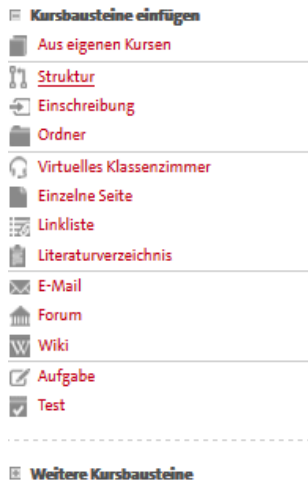 Kursbausteine einfügen
Aus eigenen Kursen
Struktur
Einschreibung
Ordner
Virtuelles Klassenzimmer
Einzelne Seite
Linkliste
Literaturverzeichnis
E-Mail
Forum
Wiki
Aufgabe
Test
Weitere Kursbausteine